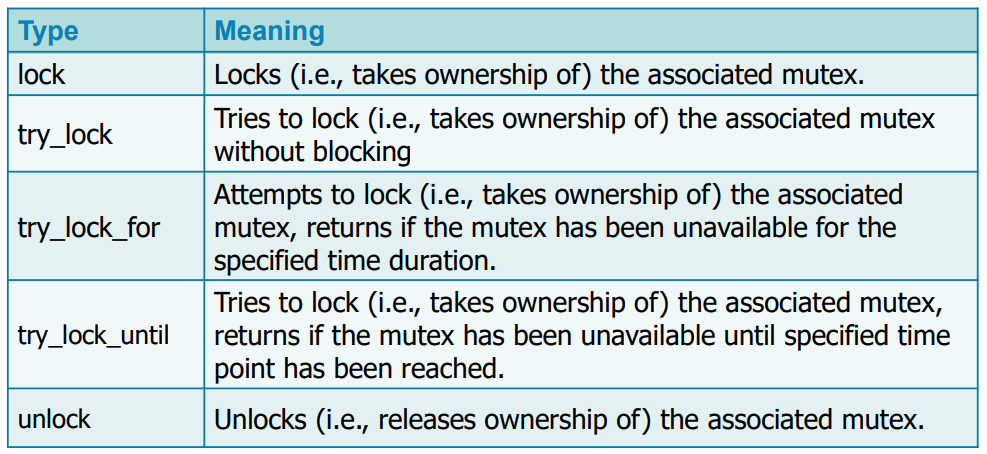 Type Meaning
lock Locks (i.e., takes ownership of) the associated mutex.
try_lock Tries to lock (i.e., takes ownership of) the associated mutex
without blocking
try_lock_for Attempts to lock (i.e., takes ownership of) the associated
mutex, returns if the mutex has been unavailable for the
specified time duration.
try_lock_until Tries to lock (i.e., takes ownership of) the associated mutex,
returns if the mutex has been unavailable until specified time
point has been reached.
unlock Unlocks (i.e., releases ownership of) the associated mutex.